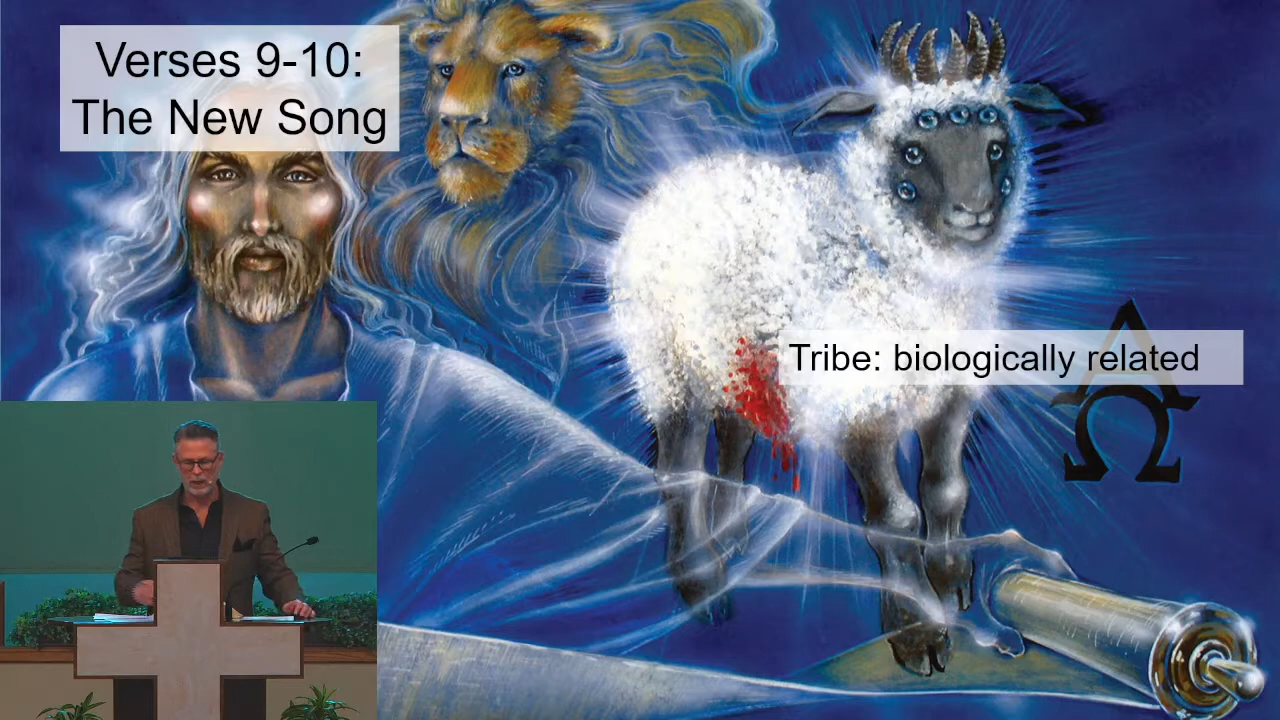 Verses 9-10:
The New Song
Tribe: biologically related
Α
Ω